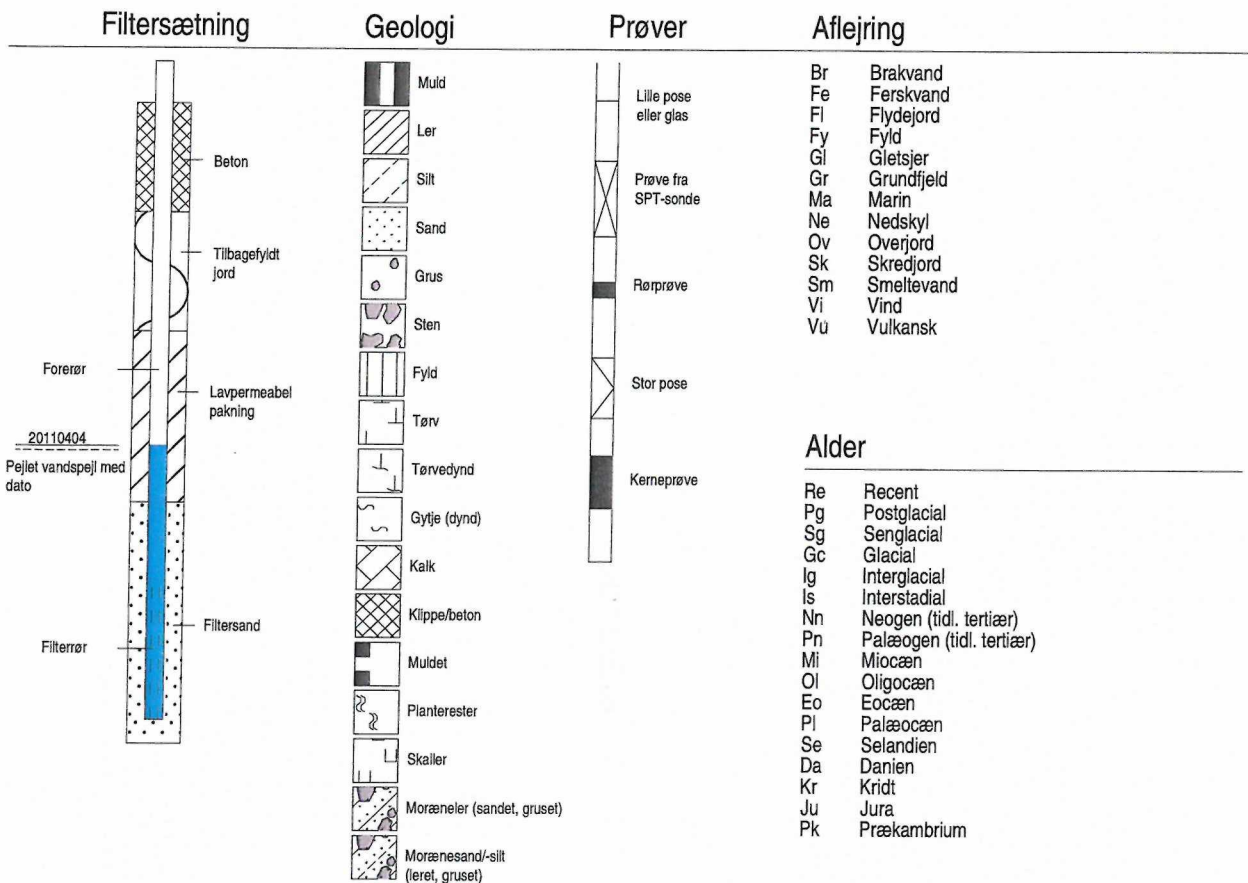 Filtersætning
Beton
Tilbagefyldt
jord
Forerør
Lavpermeabel
pakning
20110404
Pejlet vandspejl med
dato
Filtersand
Filterrør
Geologi
Muld
Ler
Silt
Sand
Grus
Sten
Fyld
Tørv
Tørvedynd
Gytje (dynd)
Kalk
Klippe/beton
Muldet
Planterester
Skaller
Moræneler (sandet, gruset)
Morænesand/-silt
(leret, gruset)
Prøver
Lille pose
eller glas
Prøve fra
SPT-sonde
Rørprøve
Stor pose
Kerneprøve
Aflejring
Br Brakvand
Fe Ferskvand
Fl Flydejord
Fy Fyld
Gl Gletsjer
Gr Grundfjeld
Ma Marin
Ne Nedskyl
Ov Overjord
Sk Skredjord
Sm Smeltevand
Vi Vind
Vu Vulkansk
Alder
Re Recent
Pg Postglacial
Sg Senglacial
Gc Glacial
Ig Interglacial
Is Interstadial
Nn Neogen (tidl. tertiær)
Pn Palæogen (tidl. tertiær)
Mi Miocæn
Ol Oligocæn
Eo Eocæn
Pl Palæocæn
Se Selandien
Da Danien
Kr Kridt
Ju Jura
Pk Prækambrium